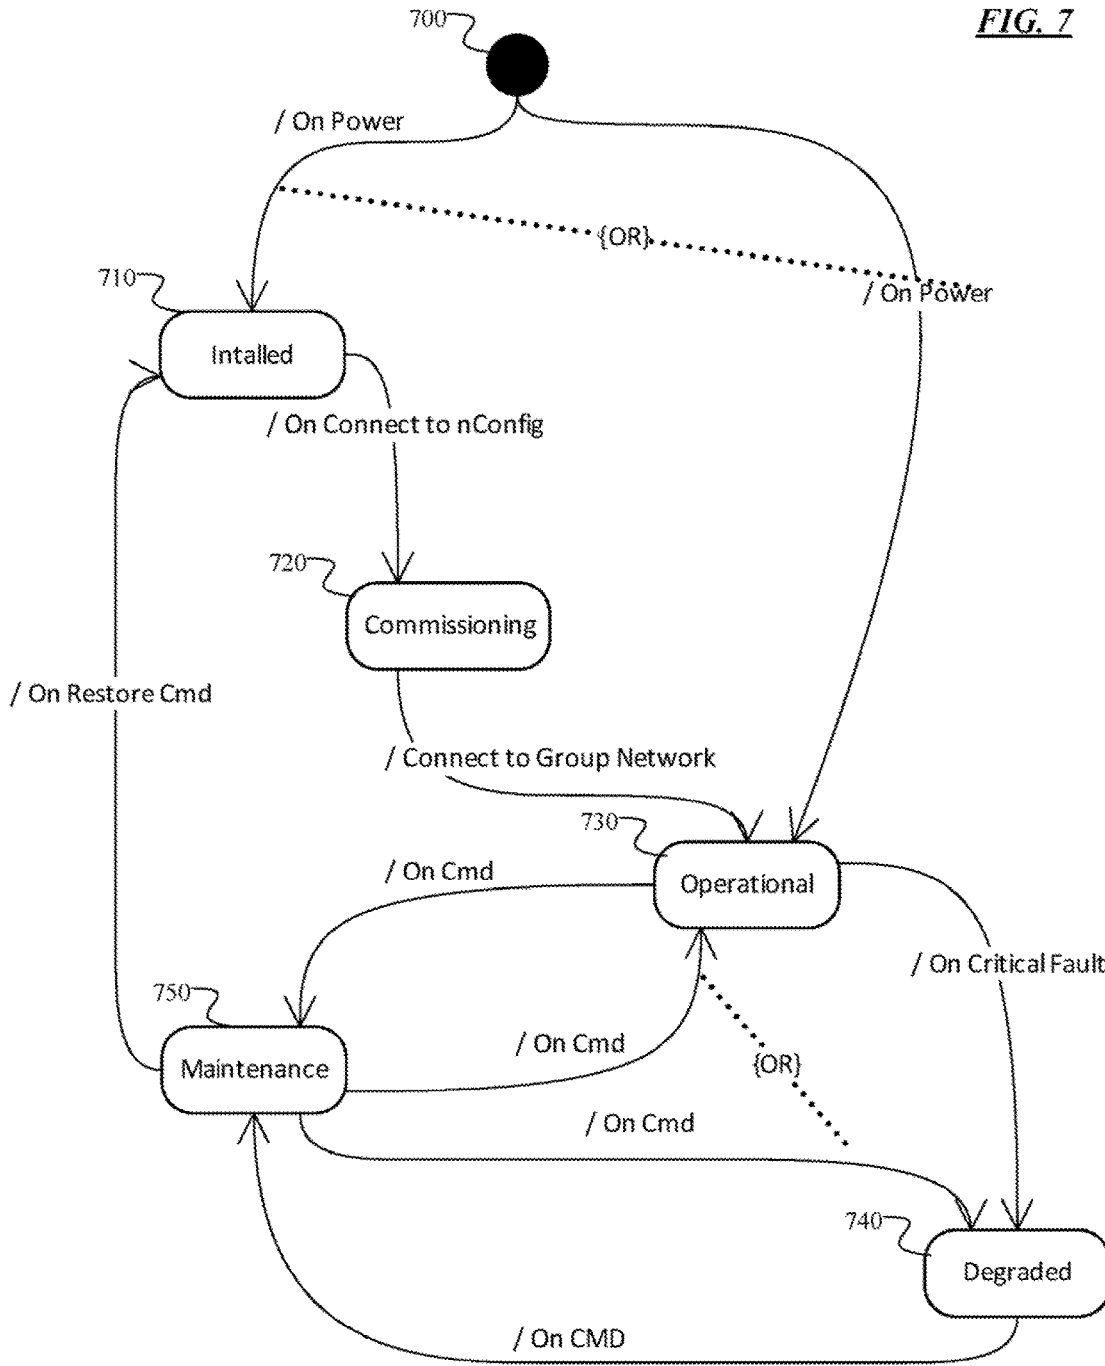 FIG. 7
700
/ On Power
{OR}
710
/ On Power
Intalled
/ On Connect to nConfig
720
Commissioning
/ On Restore Cmd
/ Connect to Group Network
730
/ On Cmd
Operational
/ On Critical Fault
750
/ On Cmd
Maintenance
{OR}
/ On Cmd
740
Degraded
/ On CMD